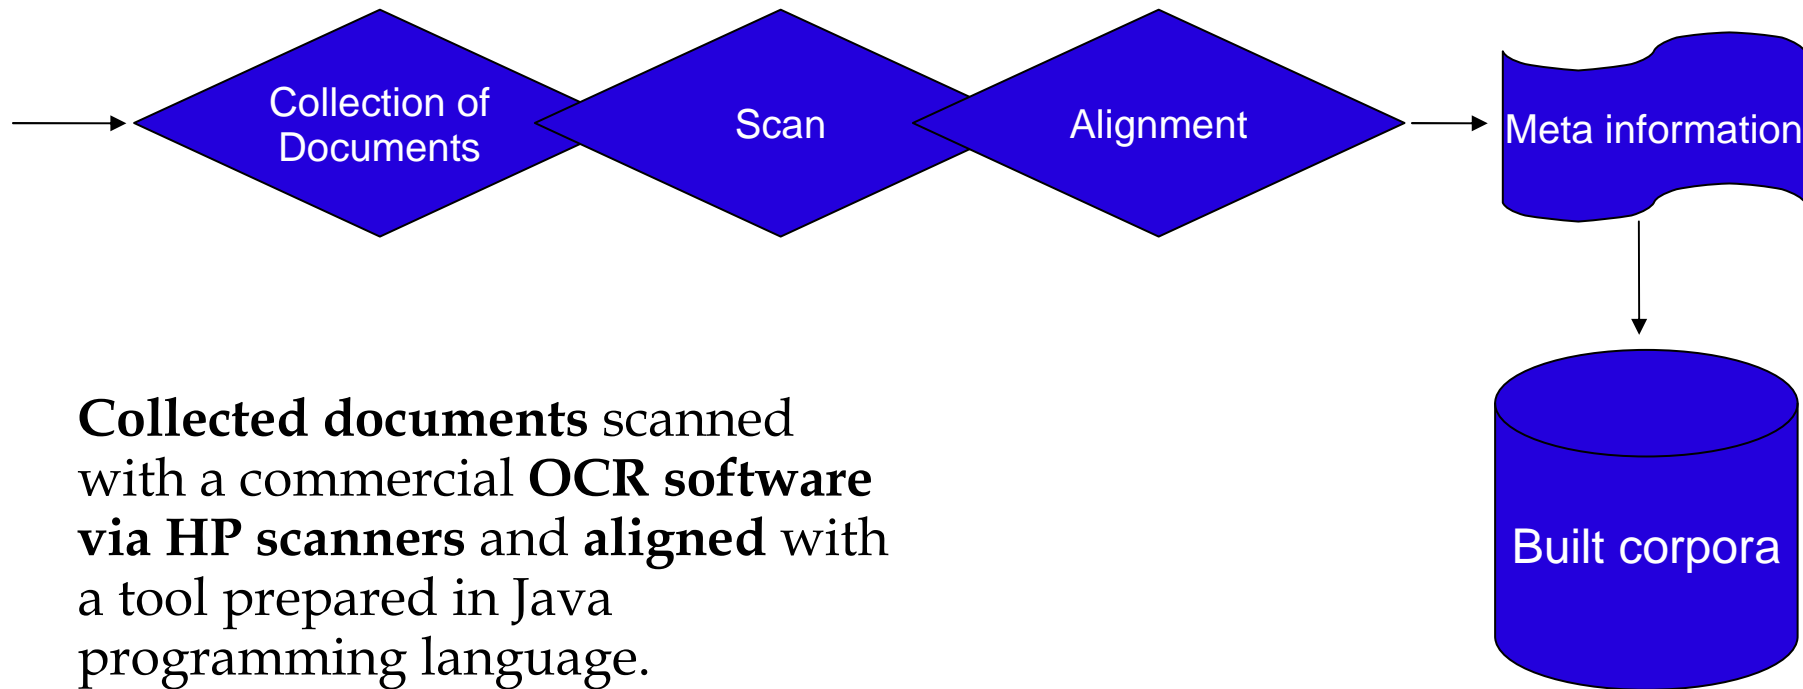 Collection of
Documents
Scan
Alignment
Meta information
Collected documents scanned
with a commercial OCR software
via HP scanners and aligned with
a tool prepared in Java
programming language.
Built corpora